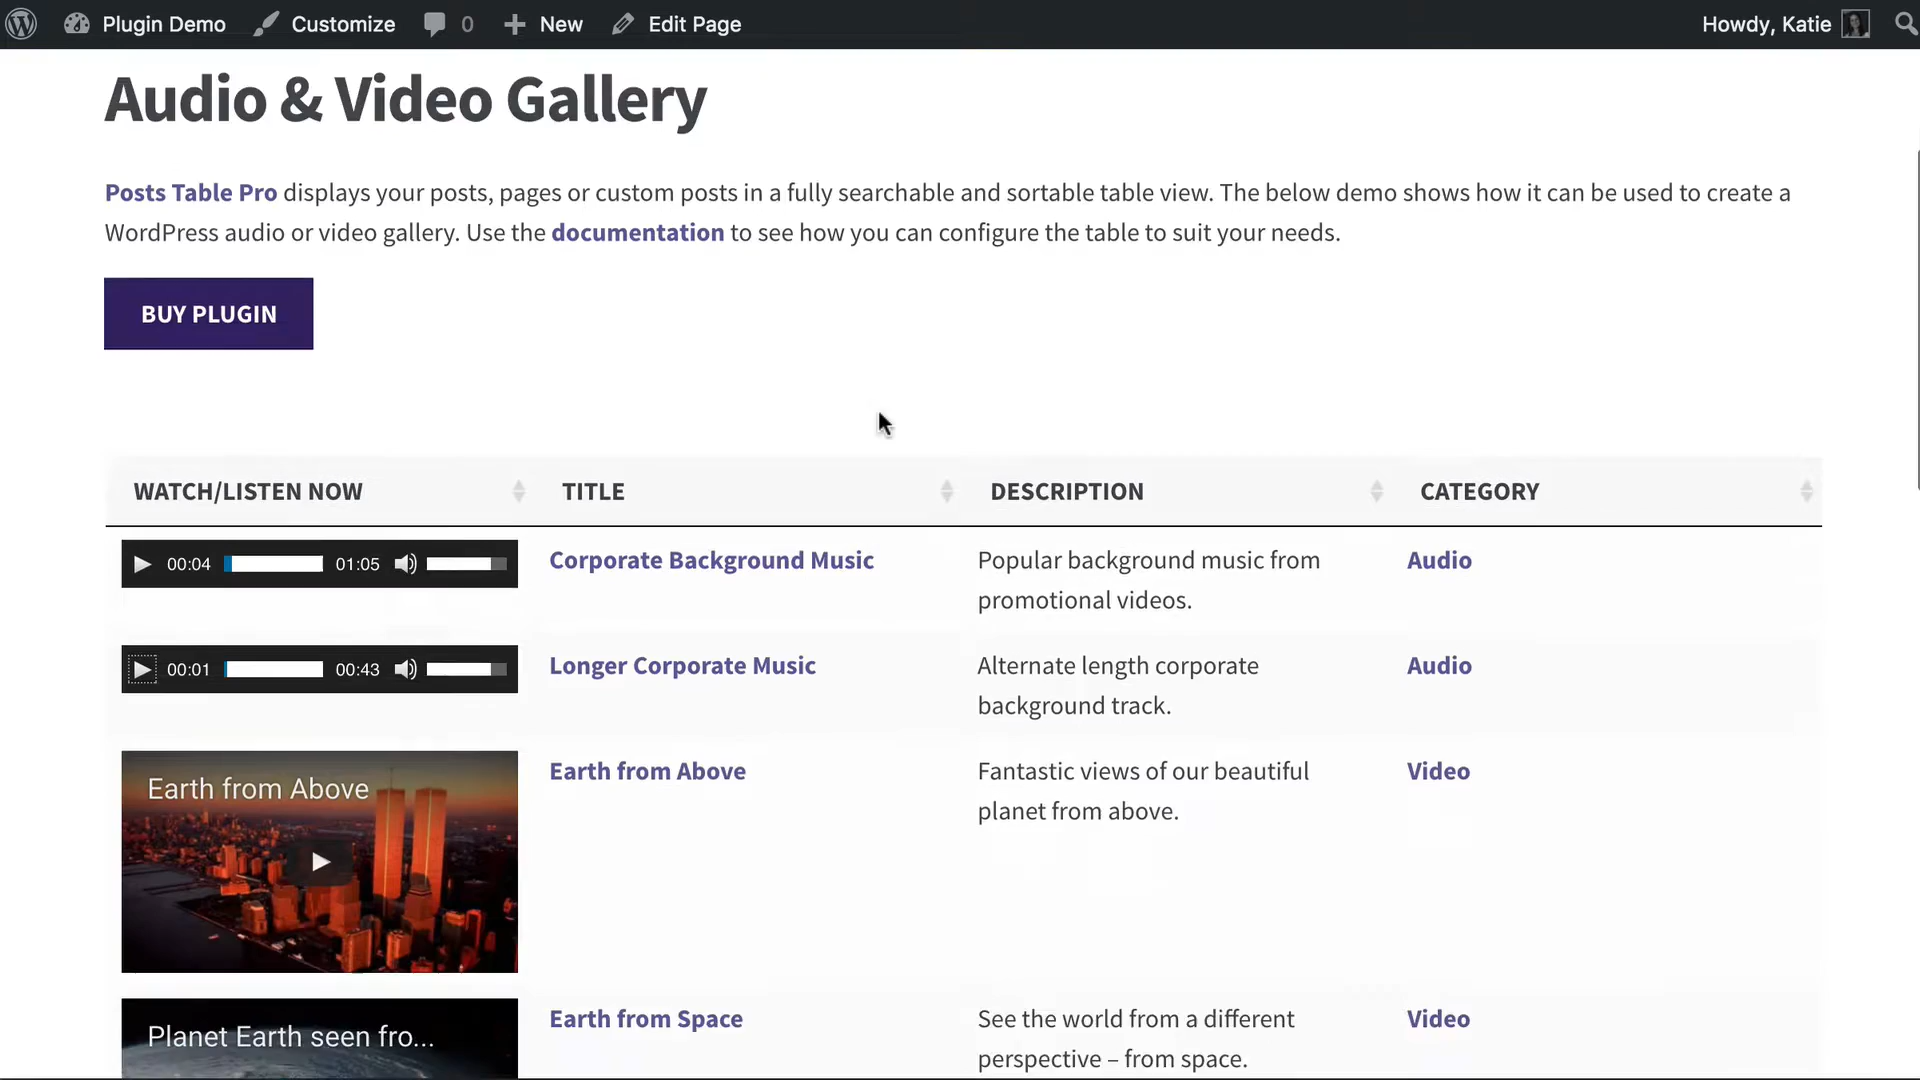 Plugin Demo Customize 0 New Edit Page Howdy, Katie
Audio & Video Gallery
Posts Table Pro displays your posts, pages or custom posts in a fully searchable and sortable table view. The below demo shows how it can be used to create a
WordPress audio or video gallery. Use the documentation to see how you can configure the table to suit your needs.
BUY PLUGIN
WATCH/LISTEN NOW TITLE DESCRIPTION CATEGORY
00:04 01:05 Corporate Background Music Popular background music from Audio
promotional videos.
00:01 00:43 Longer Corporate Music Alternate length corporate Audio
background track.
Earth from Above Earth from Above Fantastic views of our beautiful Video
planet from above.
Planet Earth seen fro... Earth from Space See the world from a different Video
perspective – from space.